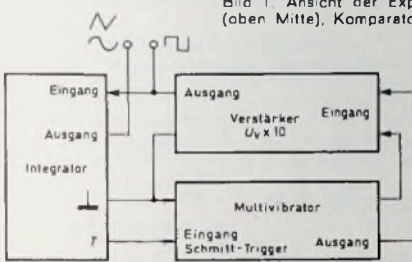 Bild 1. Ansicht der Exp
(oben Mitte), Komparato
Eingang
Ausgang
Integrator
T
Ausgang
Eingang
Verstärker
Uv x 10
Multivibrator
Eingang
Schmitt-Trigger
Ausgang